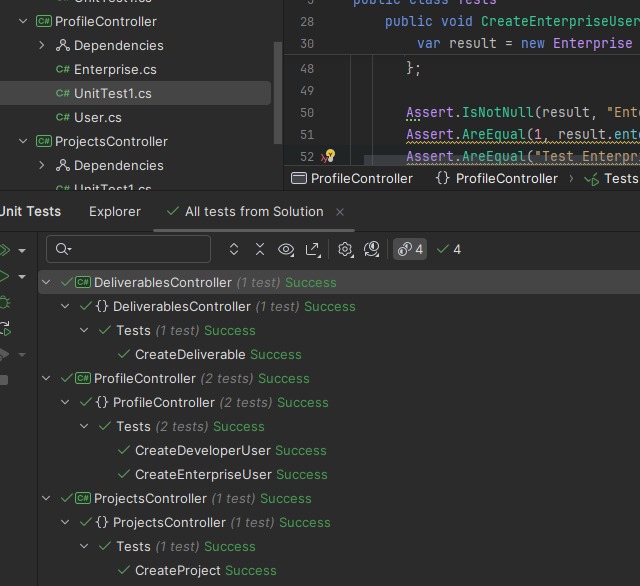 UnitTest1.cs
ProfileController
Dependencies
C# Enterprise.cs
C# UnitTest1.cs
C# User.cs
ProjectsController
Dependencies
C# UnitTest1.cs
public class Tests
28 public void CreateEnterpriseUser
30 var result = new Enterprise
48 };
49
50 Assert.IsNotNull(result, "Ente
51 Assert.AreEqual(1, result.ente
52 Assert.AreEqual("Test Enterpri
ProfileController {} ProfileController > Tests
Unit Tests Explorer All tests from Solution ×
4 4
C# DeliverablesController (1 test) Success
{} DeliverablesController (1 test) Success
Tests (1 test) Success
CreateDeliverable Success
C# ProfileController (2 tests) Success
{} ProfileController (2 tests) Success
Tests (2 tests) Success
CreateDeveloperUser Success
CreateEnterpriseUser Success
C# ProjectsController (1 test) Success
{} ProjectsController (1 test) Success
Tests (1 test) Success
CreateProject Success